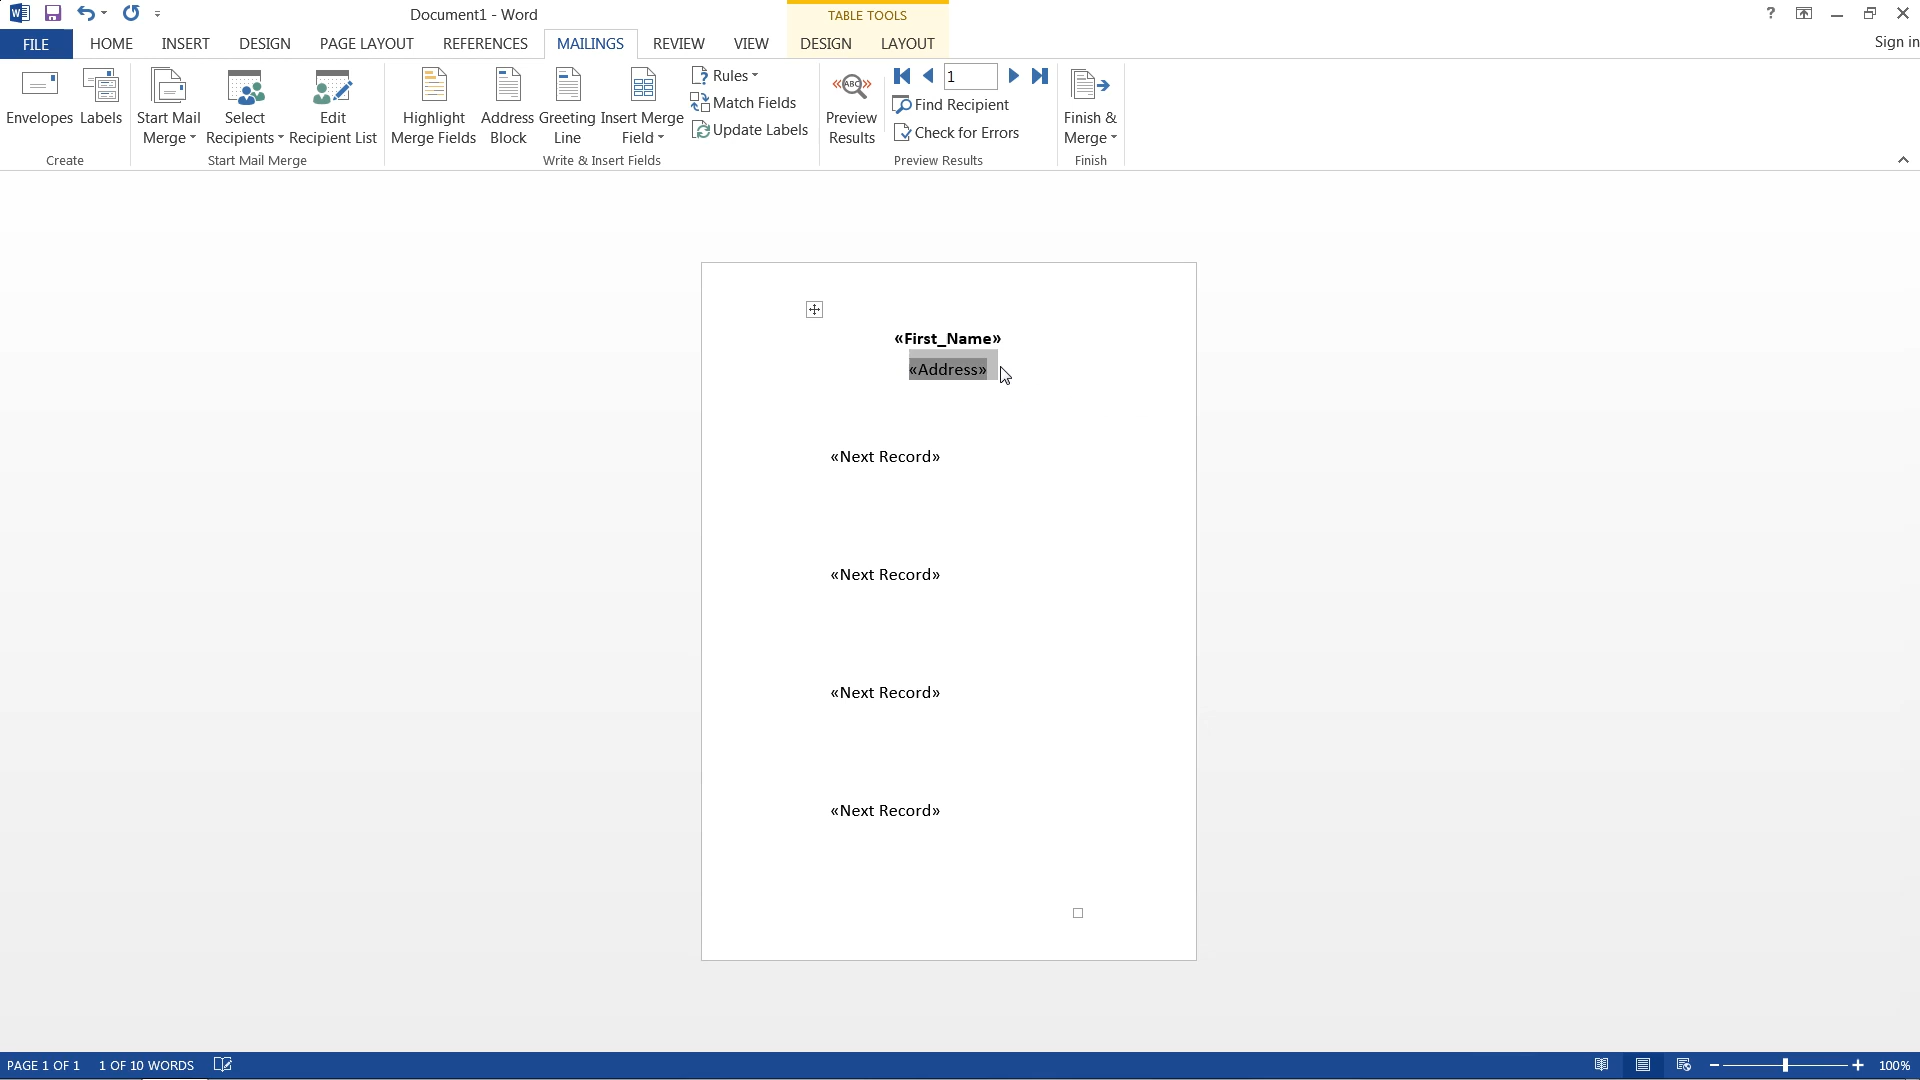 Document1 - Word
TABLE TOOLS
?
FILE HOME INSERT DESIGN PAGE LAYOUT REFERENCES MAILINGS REVIEW VIEW DESIGN LAYOUT
Sign in
Envelopes
Labels
Start Mail
Merge
Select
Recipients
Edit
Recipient List
Highlight
Merge Fields
Address
Block
Greeting
Line
Insert Merge
Field
Rules
Match Fields
Update Labels
Preview
Results
1
Find Recipient
Check for Errors
Finish &
Merge
Create
Start Mail Merge
Write & Insert Fields
Preview Results
Finish
«First_Name»
«Address»
«Next Record»
«Next Record»
«Next Record»
«Next Record»
PAGE 1 OF 1 1 OF 10 WORDS
100%